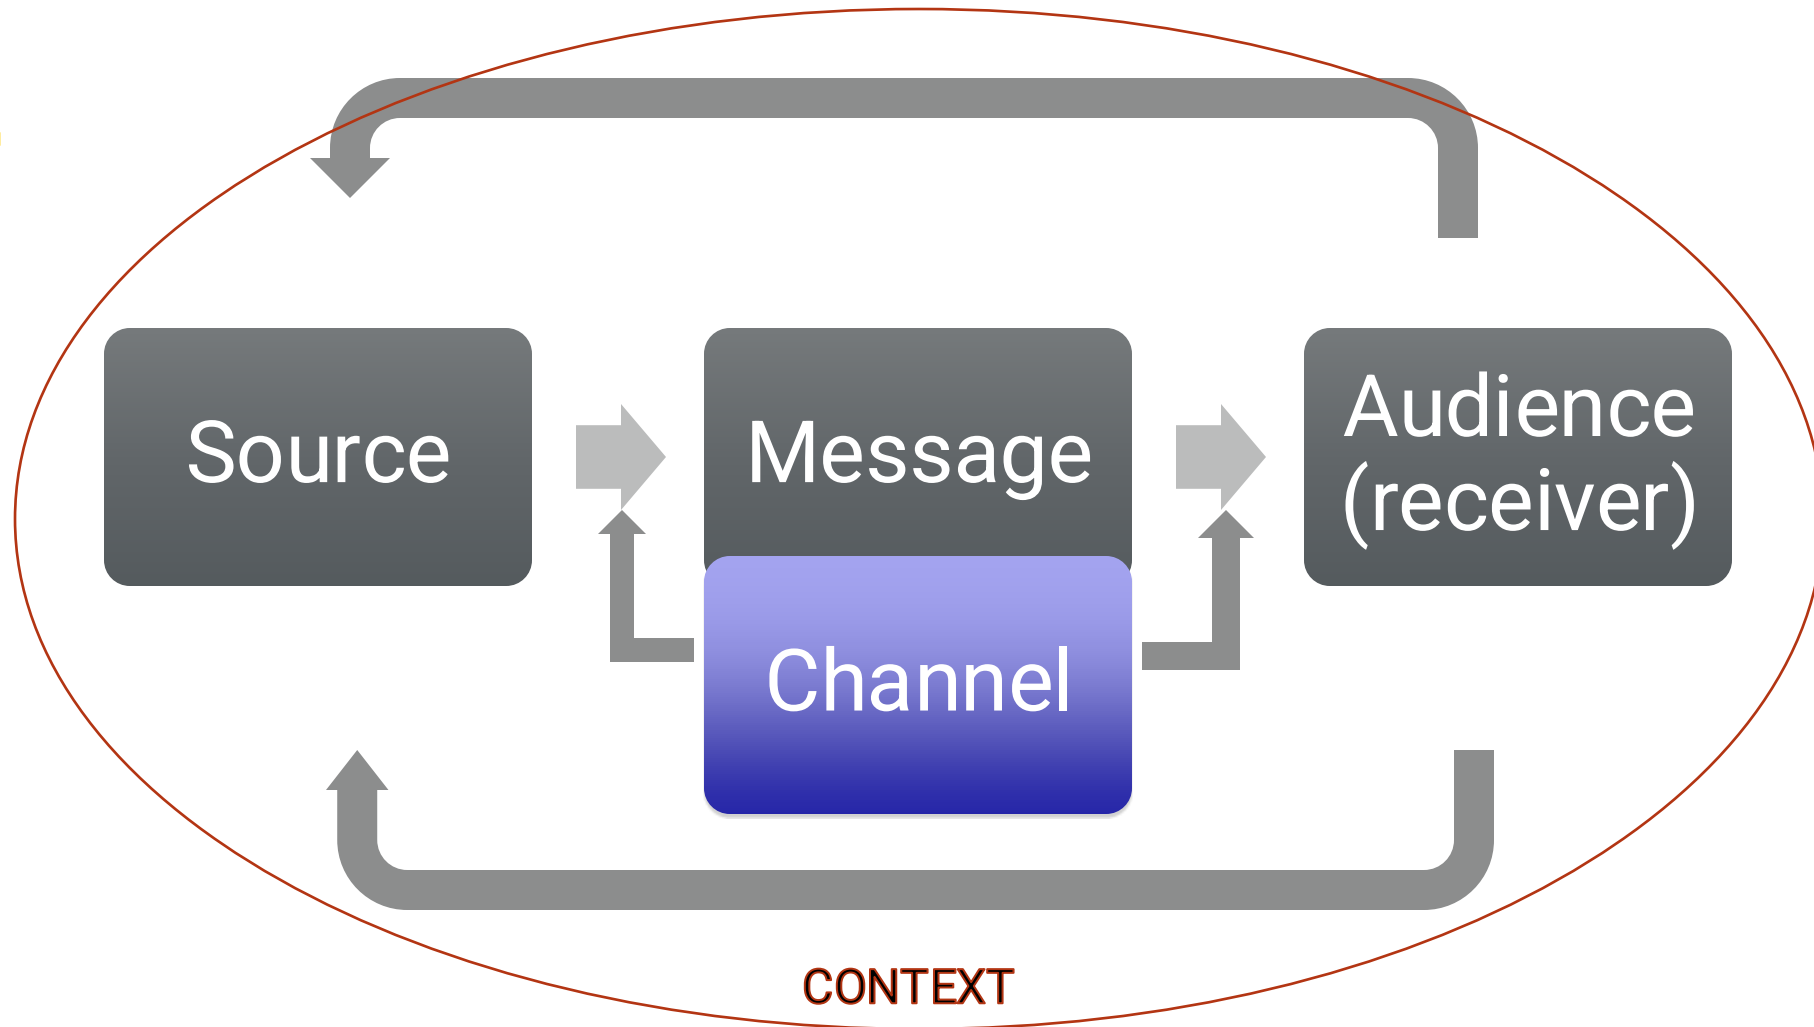 Source
Message
Audience
(receiver)
Channel
CONTEXT